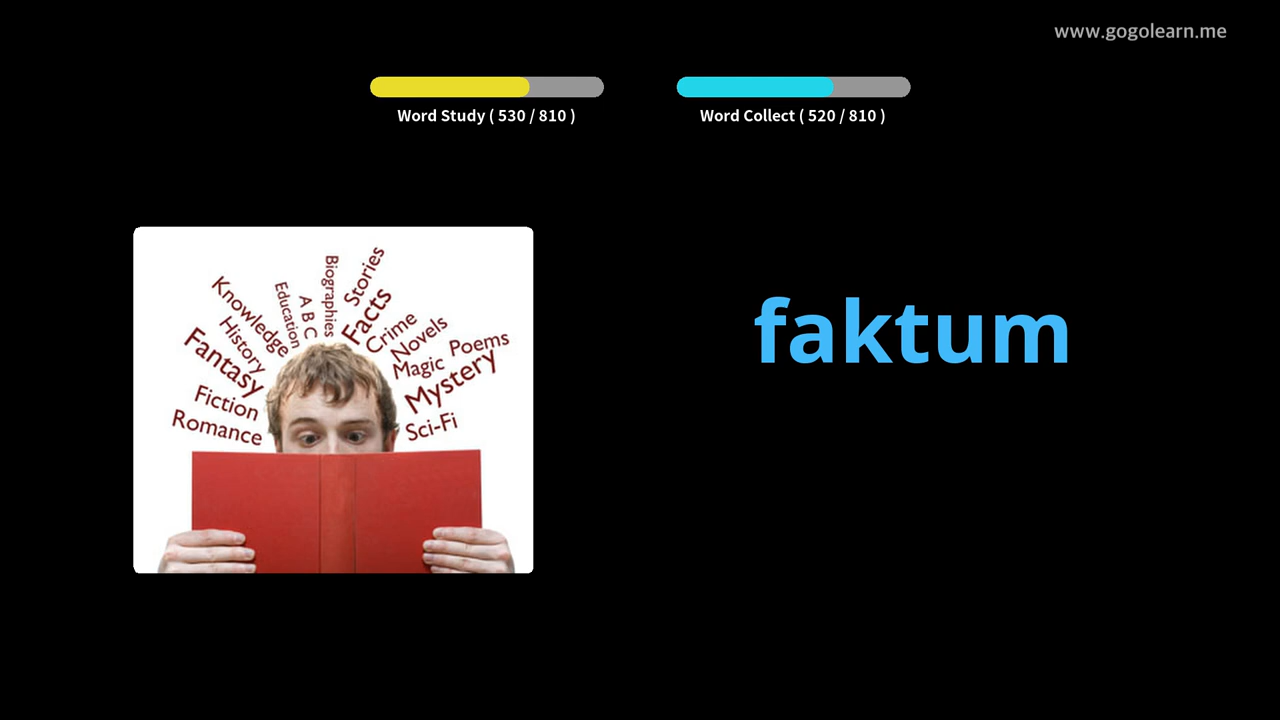 www.gogolearn.me
Word Study ( 530 / 810 )
Word Collect ( 520 / 810 )
faktum
Knowledge
Education
A B C
Biographies
Stories
Facts
History
Crime
Novels
Poems
Fantasy
Magic
Mystery
Fiction
Romance
Sci-Fi